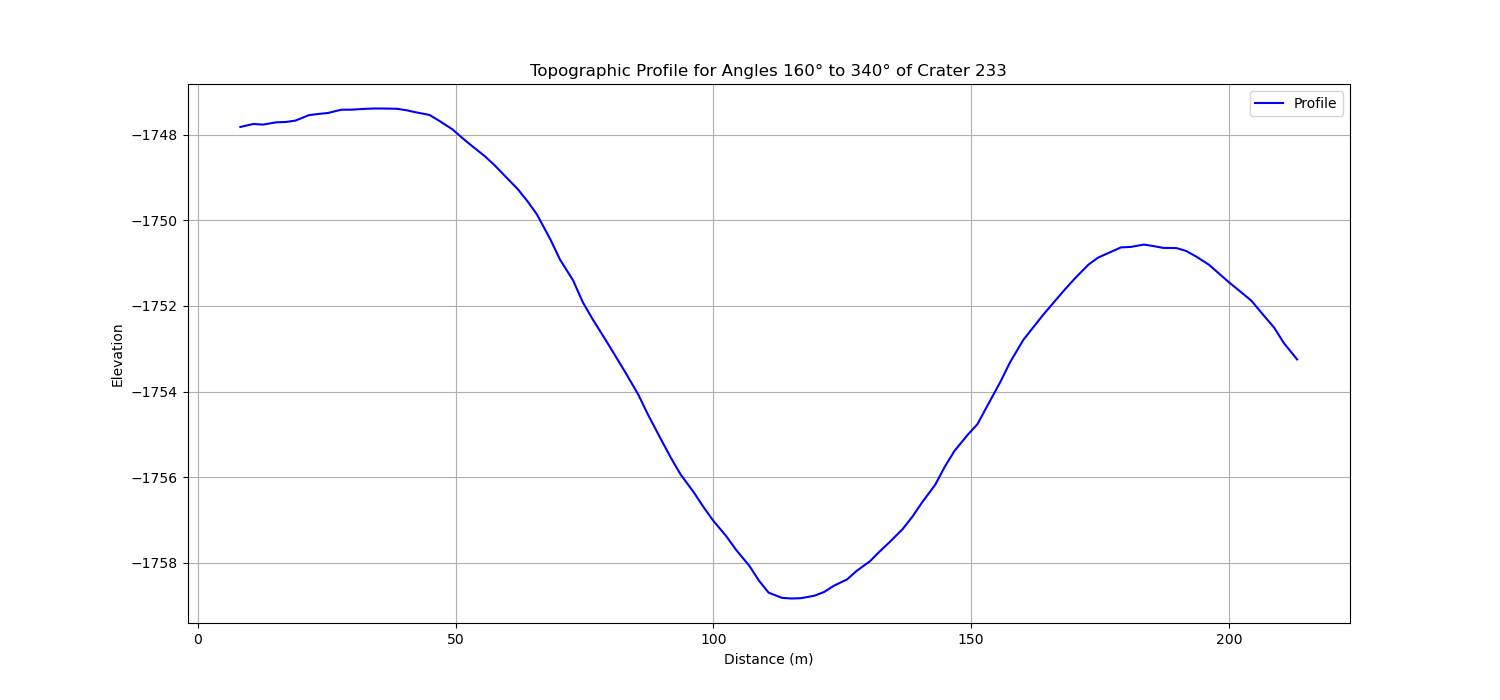 Topographic Profile for Angles 160° to 340° of Crater 233
Profile
−1748
−1750
−1752
−1754
−1756
−1758
Elevation
0 50 100 150 200
Distance (m)